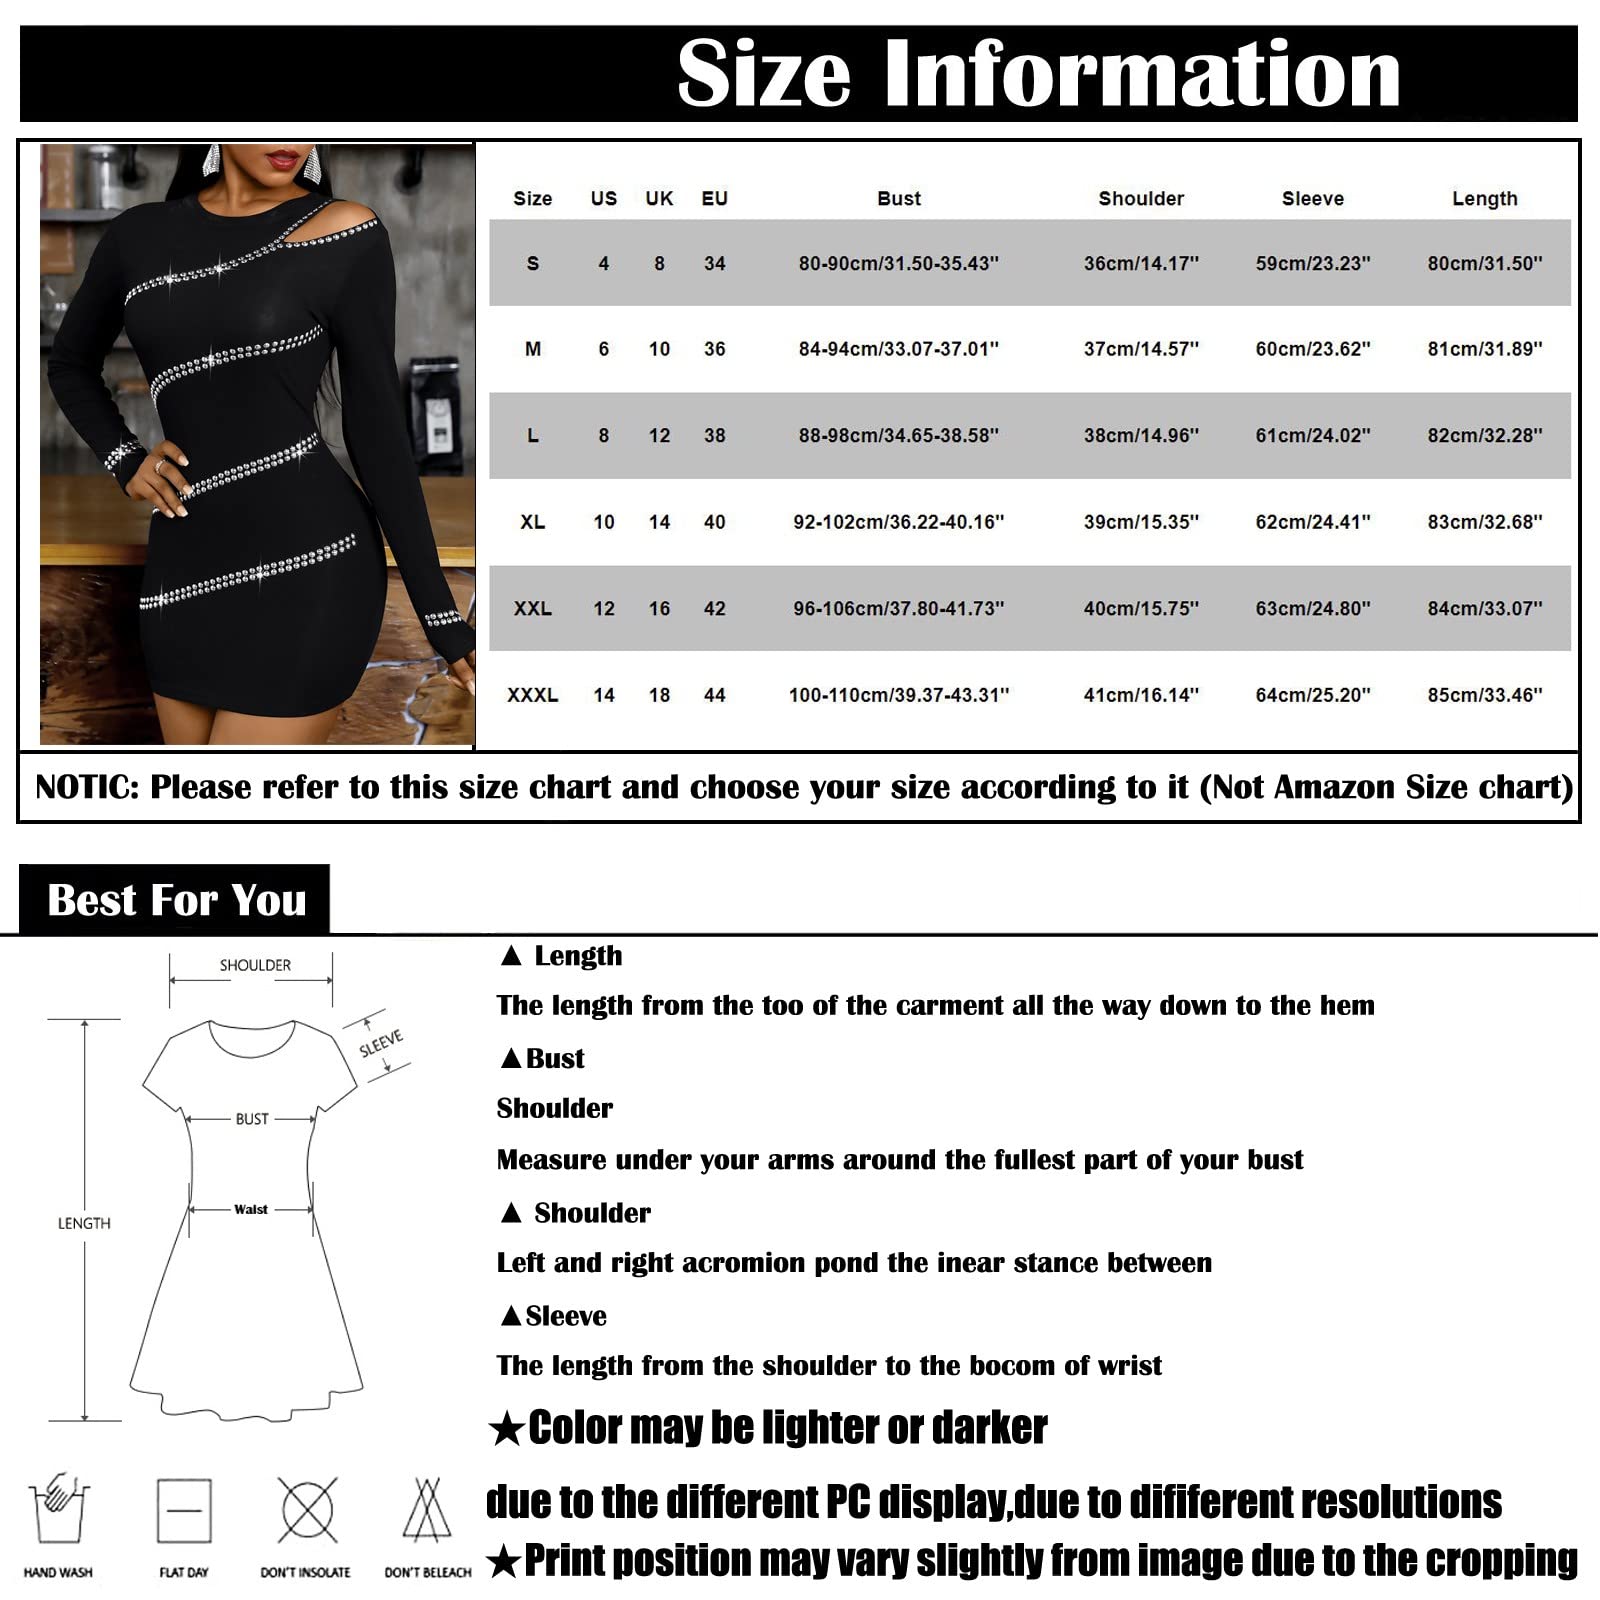 Size Information
Size US UK EU Bust Shoulder Sleeve Length
S 4 8 34 80-90cm/31.50-35.43'' 36cm/14.17'' 59cm/23.23'' 80cm/31.50''
M 6 10 36 84-94cm/33.07-37.01'' 37cm/14.57'' 60cm/23.62'' 81cm/31.89''
L 8 12 38 88-98cm/34.65-38.58'' 38cm/14.96'' 61cm/24.02'' 82cm/32.28''
XL 10 14 40 92-102cm/36.22-40.16'' 39cm/15.35'' 62cm/24.41'' 83cm/32.68''
XXL 12 16 42 96-106cm/37.80-41.73'' 40cm/15.75'' 63cm/24.80'' 84cm/33.07''
XXXL 14 18 44 100-110cm/39.37-43.31'' 41cm/16.14'' 64cm/25.20'' 85cm/33.46''
NOTIC: Please refer to this size chart and choose your size according to it (Not Amazon Size chart)
Best For You
SHOULDER
SLEEVE
BUST
Waist
LENGTH
▲ Length
The length from the too of the carment all the way down to the hem
▲Bust
Shoulder
Measure under your arms around the fullest part of your bust
▲ Shoulder
Left and right acromion pond the inear stance between
▲Sleeve
The length from the shoulder to the bocom of wrist
★Color may be lighter or darker
due to the different PC display,due to dififerent resolutions
★Print position may vary slightly from image due to the cropping
HAND WASH
FLAT DAY
DON'T INSOLATE
DON'T BELEACH